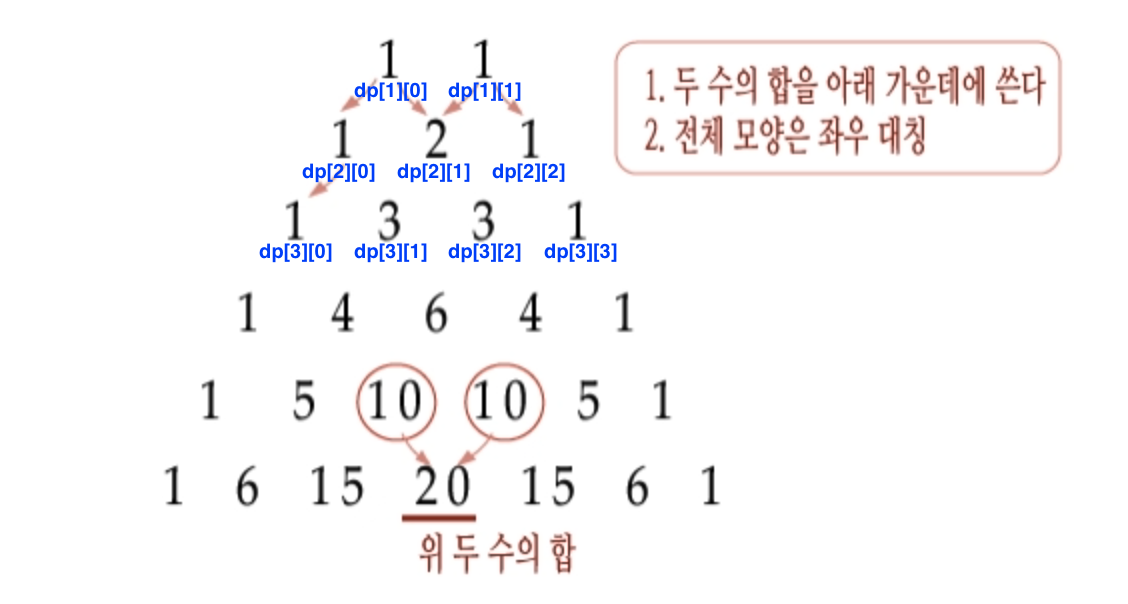 1 1
dp[1][0] dp[1][1]
1. 두 수의 합을 아래 가운데에 쓴다
2. 전체 모양은 좌우 대칭
1 2 1
dp[2][0] dp[2][1] dp[2][2]
1 3 3 1
dp[3][0] dp[3][1] dp[3][2] dp[3][3]
1 4 6 4 1
1 5 10 10 5 1
1 6 15 20 15 6 1
위 두 수의 합